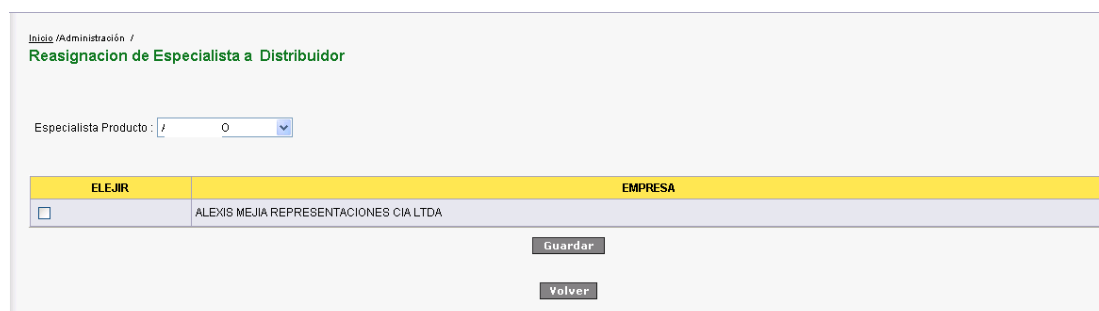 Inicio /Administración /
Reasignacion de Especialista a Distribuidor
Especialista Producto :
ELEJIR EMPRESA
ALEXIS MEJIA REPRESENTACIONES CIA LTDA
Guardar
Volver